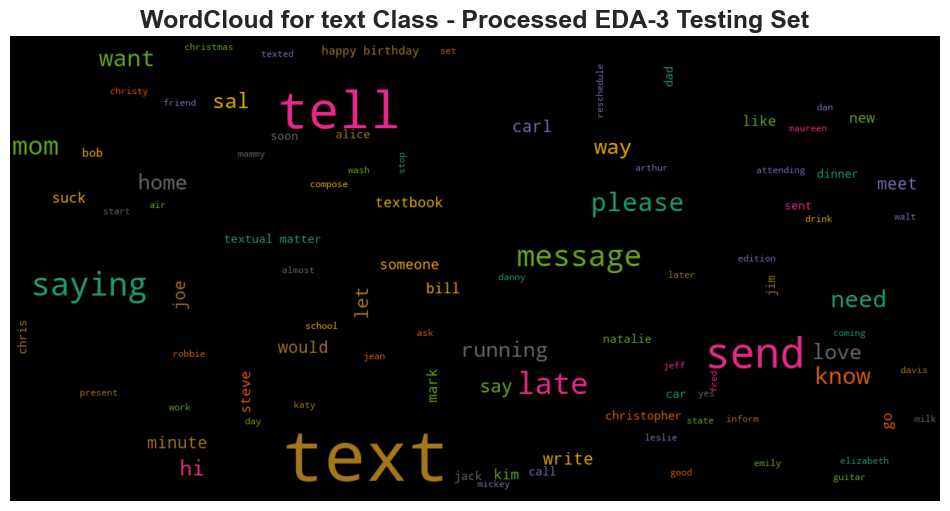 WordCloud for text Class - Processed EDA-3 Testing Set
christmas
texted
happy birthday
set
want
christy
friend
sal
tell
soon
alice
reschedule
dad
carl
way
like
dan
maureen
new
mom
bob
mammy
wash
stop
compose
home
suck
start
air
textbook
arthur
attending
dinner
meet
please
sent
drink
walt
textual matter
almost
someone
message
danny
later
edition
jim
saying
joe
let
bill
need
chris
school
ask
robbie
would
jean
running
natalie
jeff
send
love
coming
know
davis
present
steve
work
day
katy
mark
say
late
car
fred
yes
christopher
state
inform
go
milk
minute
hi
text
jack
kim
mickey
call
write
leslie
good
emily
elizabeth
guitar